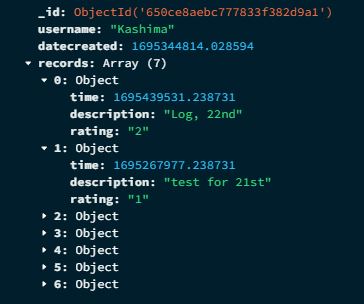 _id: ObjectId('650ce8aebc777833f382d9a1')
username: "Kashima"
datecreated: 1695344814.028594
records: Array (7)
0: Object
time: 1695439531.238731
description: "Log, 22nd"
rating: "2"
1: Object
time: 1695267977.238731
description: "test for 21st"
rating: "1"
2: Object
3: Object
4: Object
5: Object
6: Object